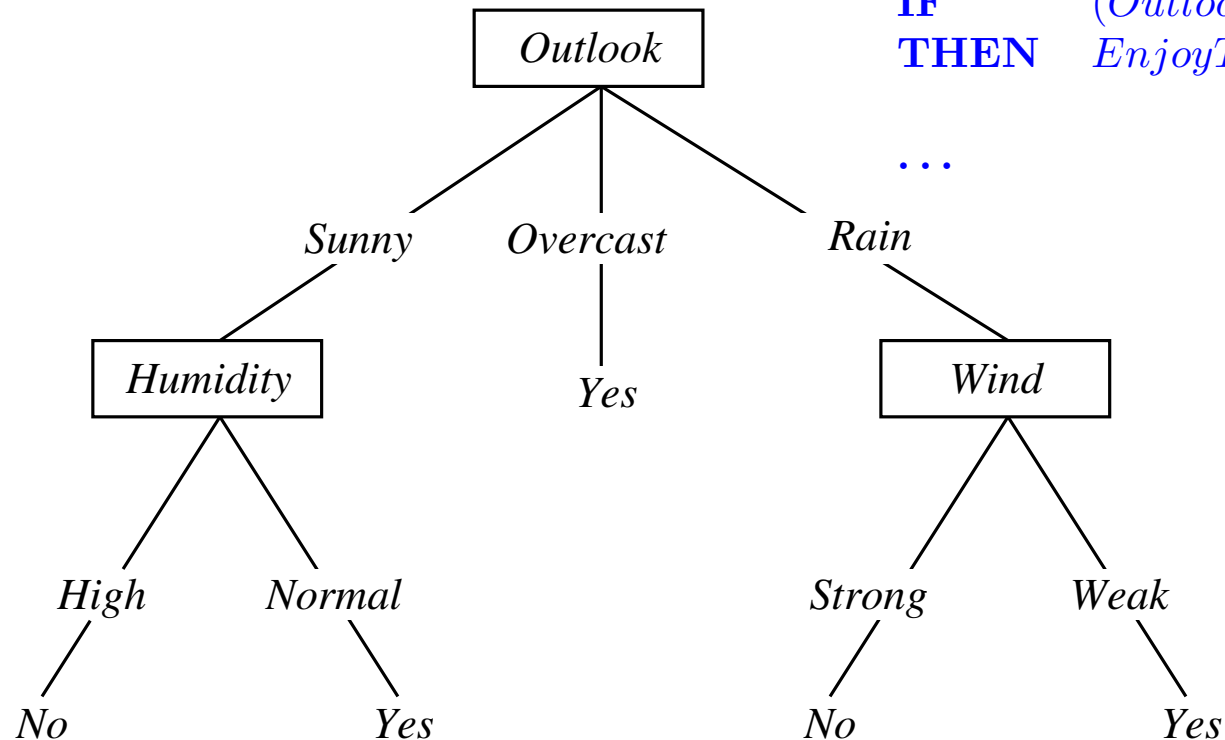 IF
THEN
...
Outlook
Sunny Overcast Rain
Humidity Yes Wind
High Normal Strong Weak
No Yes No Yes